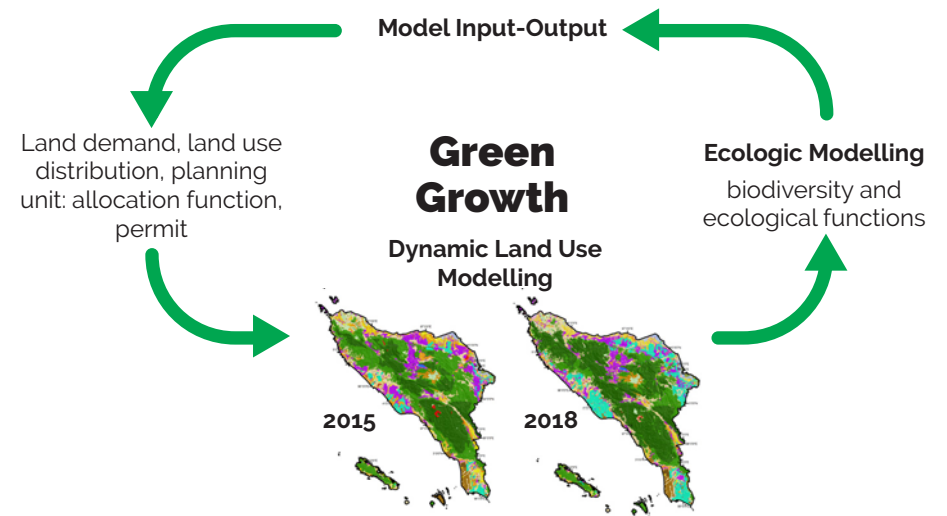 Model Input-Output
Land demand, land use
distribution, planning
unit: allocation function,
permit
Green
Growth
Dynamic Land Use
Modelling
Ecologic Modelling
biodiversity and
ecological functions
2015
2018